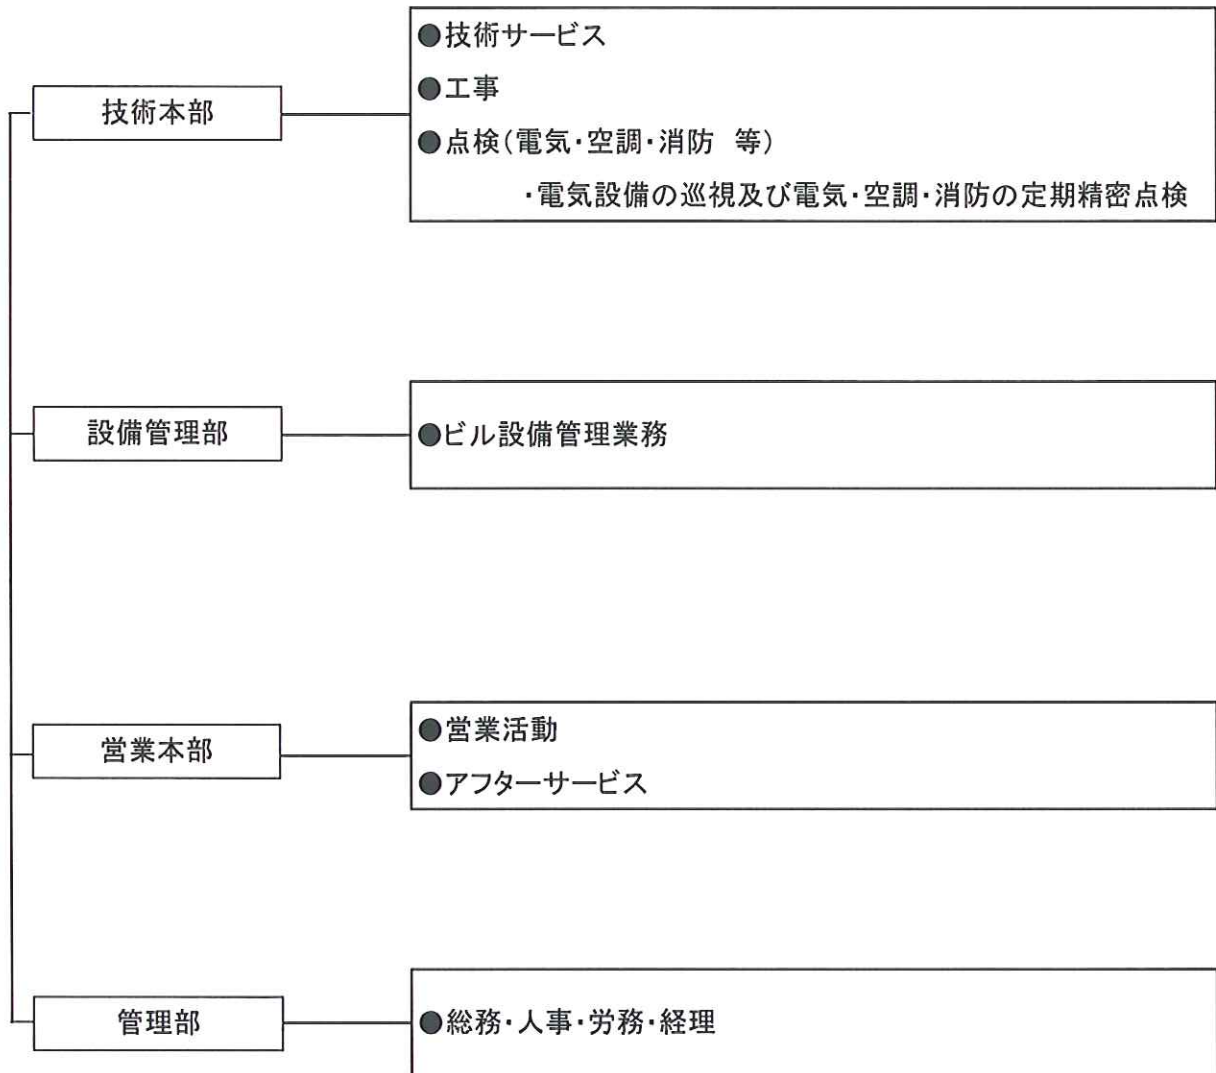 技術本部
●技術サービス
●工事
●点検(電気・空調・消防 等)
・電気設備の巡視及び電気・空調・消防の定期精密点検
設備管理部
●ビル設備管理業務
営業本部
●営業活動
●アフターサービス
管理部
●総務・人事・労務・経理